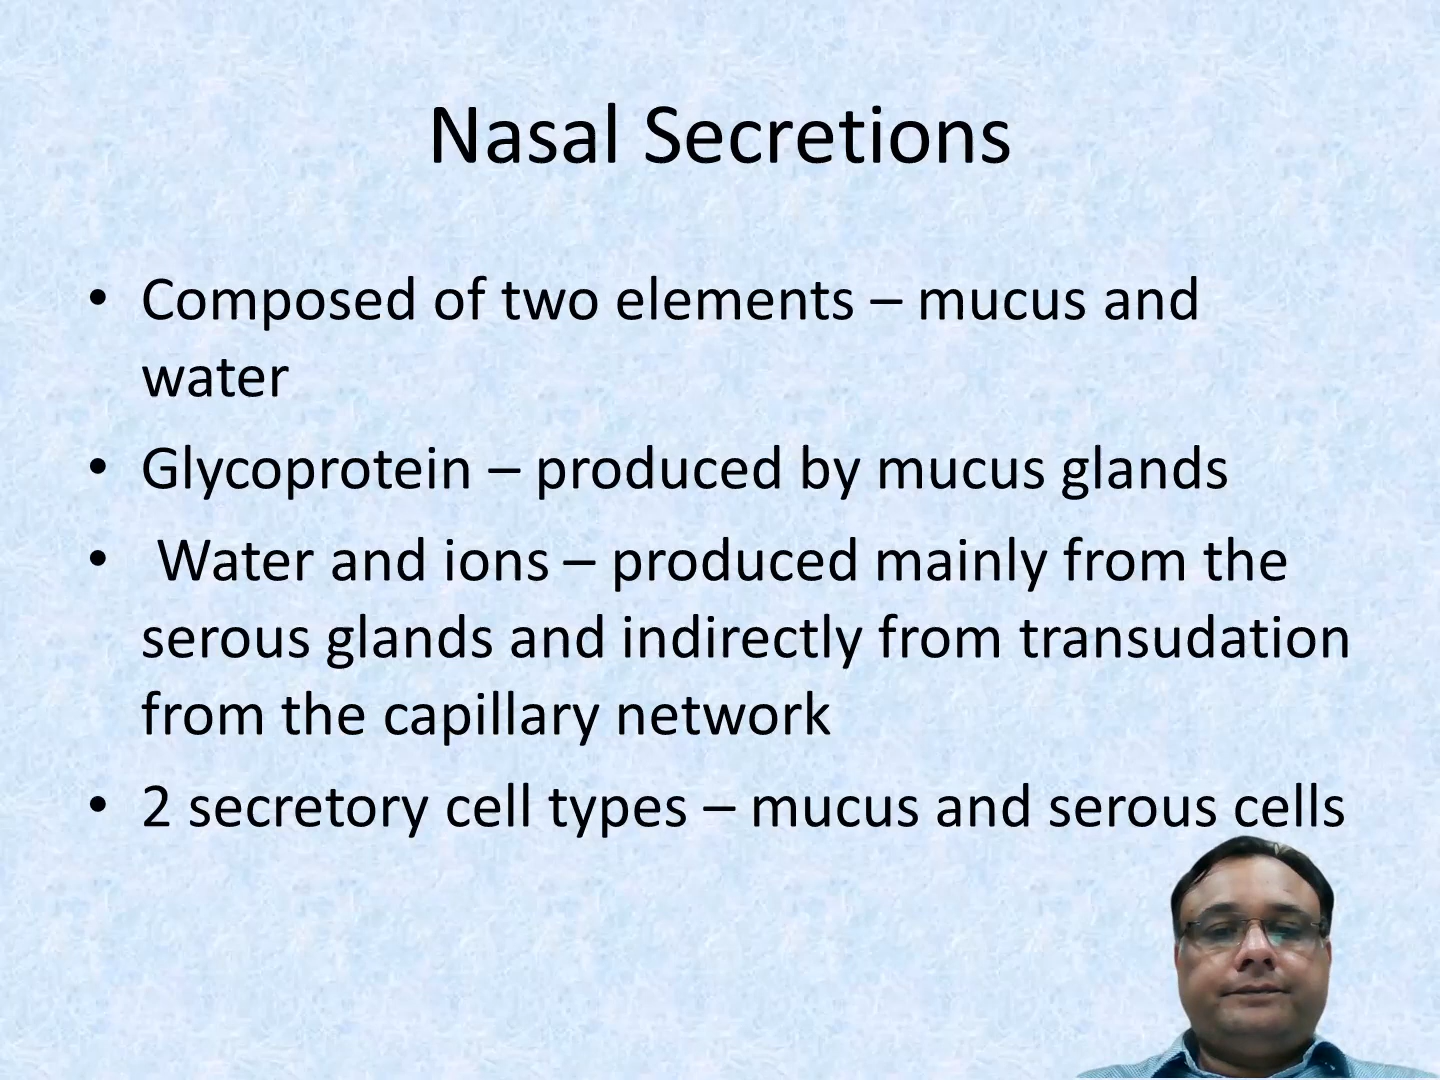 Nasal Secretions
• Composed of two elements – mucus and
water
• Glycoprotein – produced by mucus glands
• Water and ions – produced mainly from the
serous glands and indirectly from transudation
from the capillary network
• 2 secretory cell types – mucus and serous cells